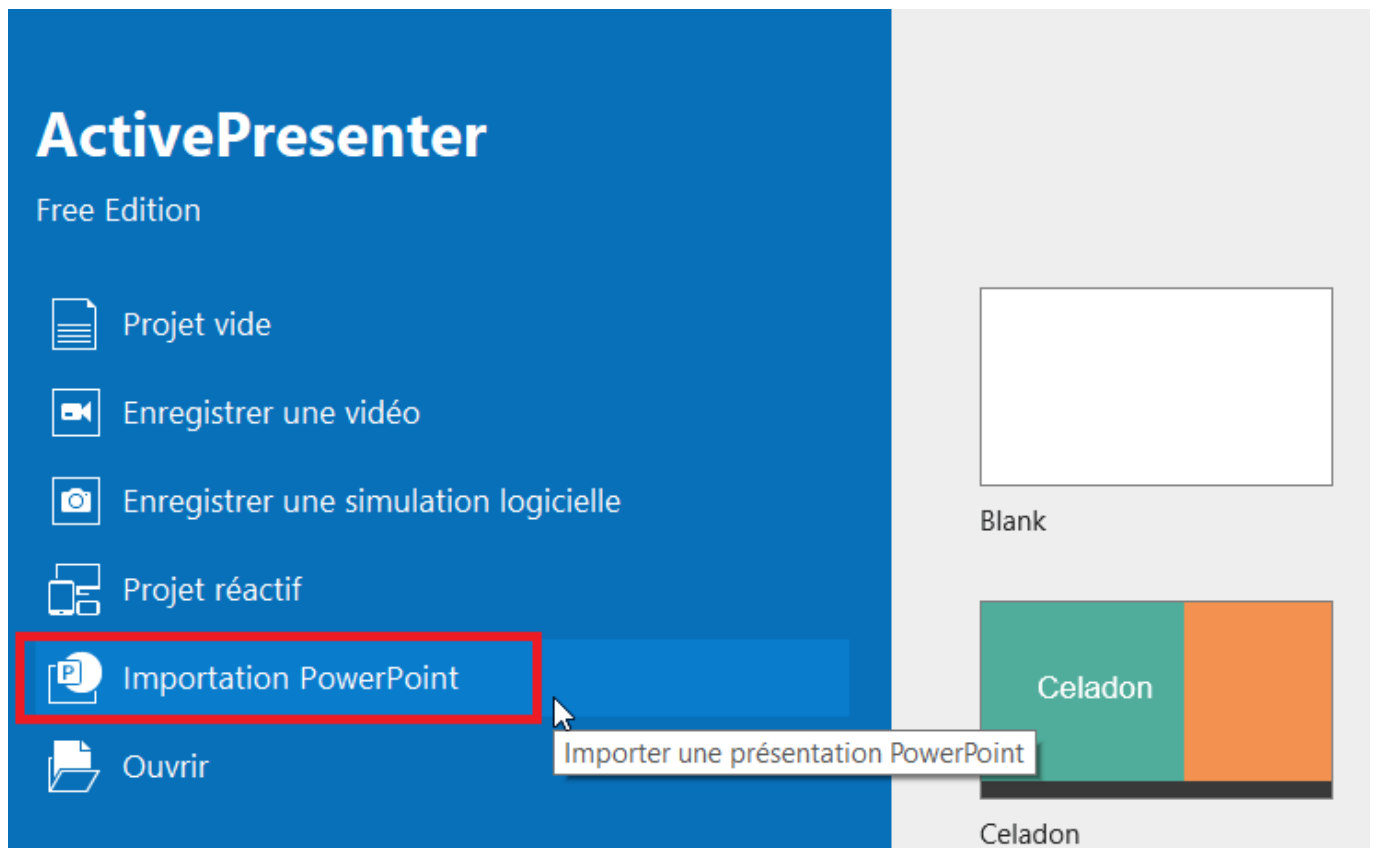 ActivePresenter
Free Edition
Projet vide
Enregistrer une vidéo
Enregistrer une simulation logicielle
Projet réactif
Importation PowerPoint
Importer une présentation PowerPoint
Ouvrir
Blank
Celadon
Celadon